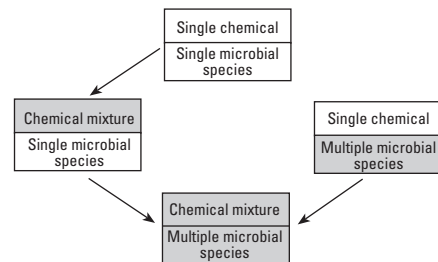 Single chemical
Single microbial
species
Chemical mixture
Single microbial
species
Single chemical
Multiple microbial
species
Chemical mixture
Multiple microbial
species